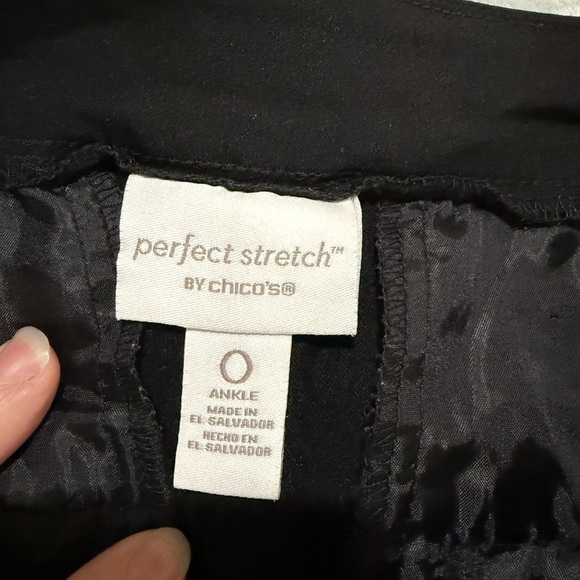 perfect stretch™
BY chico's®
0
ANKLE
MADE IN
EL SALVADOR
HECHO EN
EL SALVADOR